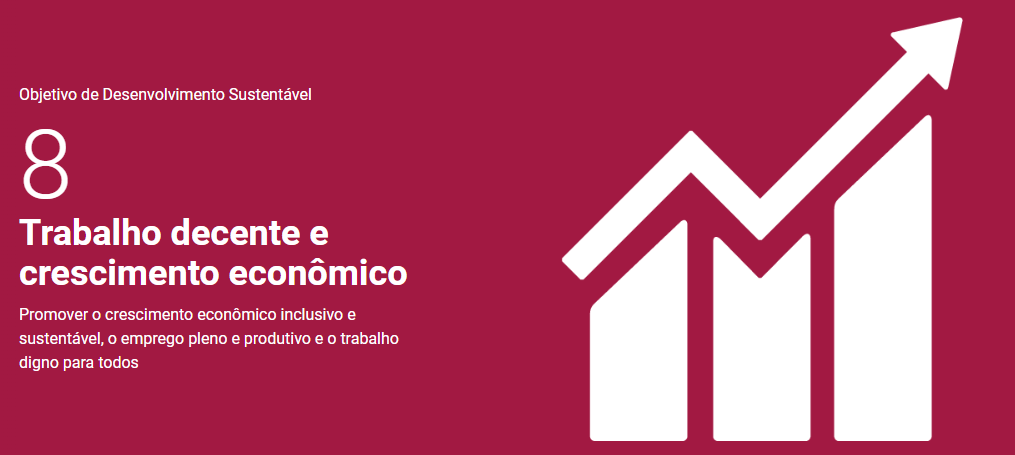 Objetivo de Desenvolvimento Sustentável
8
Trabalho decente e
crescimento econômico
Promover o crescimento econômico inclusivo e
sustentável, o emprego pleno e produtivo e o trabalho
digno para todos